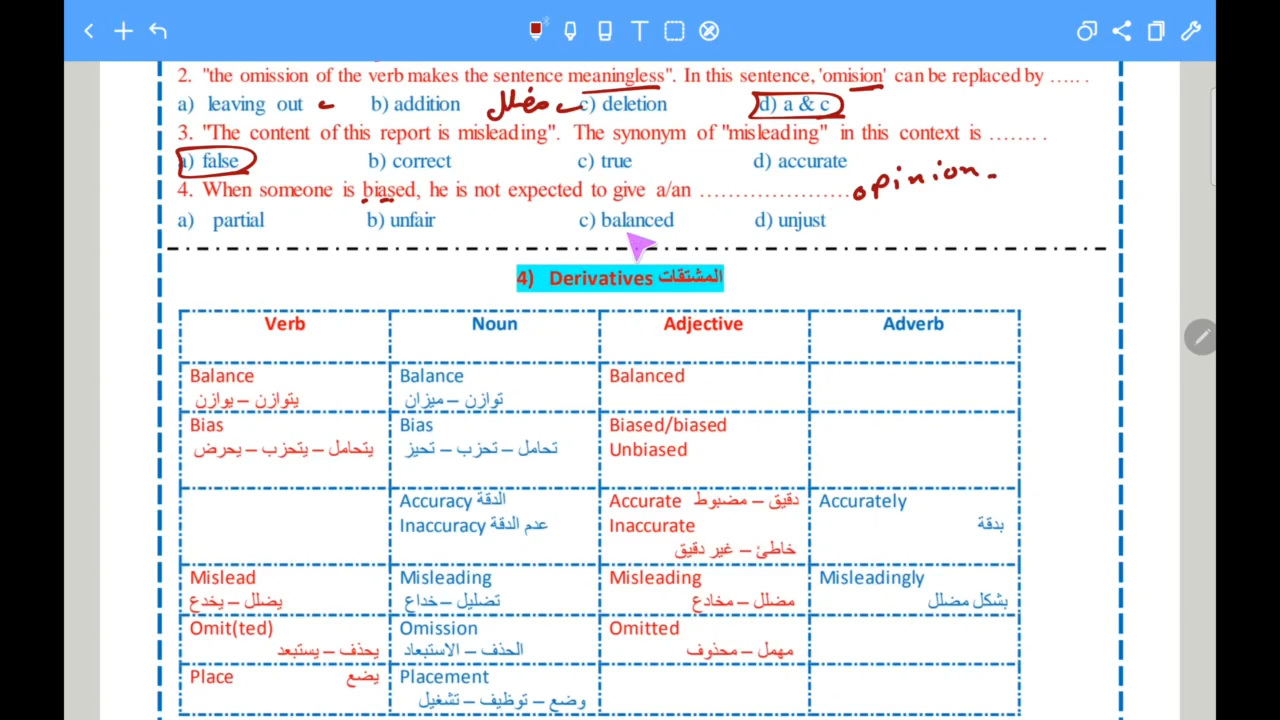 2. "the omission of the verb makes the sentence meaningless". In this sentence, 'omision' can be replaced by ..... .
a) leaving out b) addition مضلل c) deletion d) a & c
3. "The content of this report is misleading". The synonym of "misleading" in this context is ....... .
a) false b) correct c) true d) accurate
4. When someone is biased, he is not expected to give a/an ..................... opinion.
a) partial b) unfair c) balanced d) unjust
4) Derivatives المشتقات
Verb Noun Adjective Adverb
Balance Balance Balanced
يتوازن – يوازن توازن – ميزان
Bias Bias Biased/biased
يتحامل – يتحزب – يحرض تحامل – تحزب – تحيز Unbiased
Accuracy الدقة Accurate دقيق – مضبوط Accurately
Inaccuracy عدم الدقة Inaccurate بدقة
خاطئ – غير دقيق
Mislead Misleading Misleading Misleadingly
يضلل – يخدع تضليل – خداع مضلل – مخادع بشكل مضلل
Omit(ted) Omission Omitted
يحذف – يستبعد الحذف – الاستبعاد مهمل – محذوف
Place يضع Placement
وضع – توظيف – تشغيل